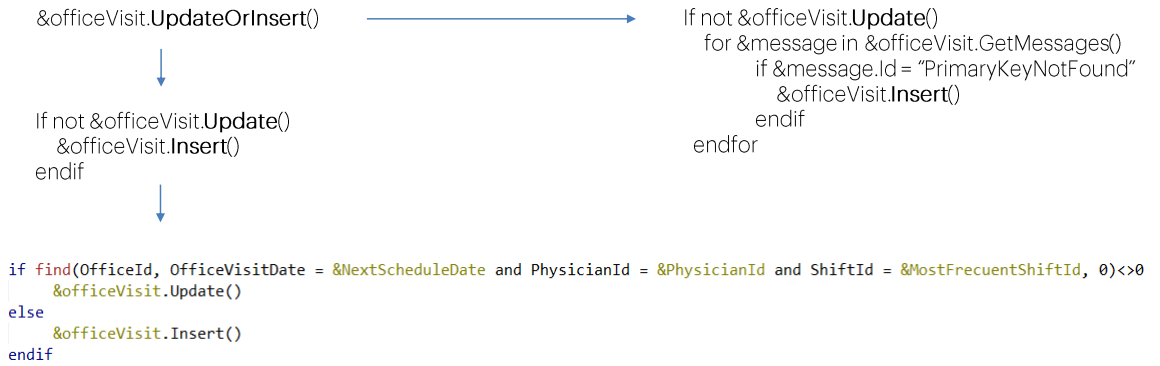 &officeVisit.UpdateOrInsert()
If not &officeVisit.Update()
&officeVisit.Insert()
endif
If not &officeVisit.Update()
for &message in &officeVisit.GetMessages()
if &message.Id = “PrimaryKeyNotFound”
&officeVisit.Insert()
endif
endfor
if find(OfficeId, OfficeVisitDate = &NextScheduleDate and PhysicianId = &PhysicianId and ShiftId = &MostFrecuentShiftId, 0)<>0
&officeVisit.Update()
else
&officeVisit.Insert()
endif